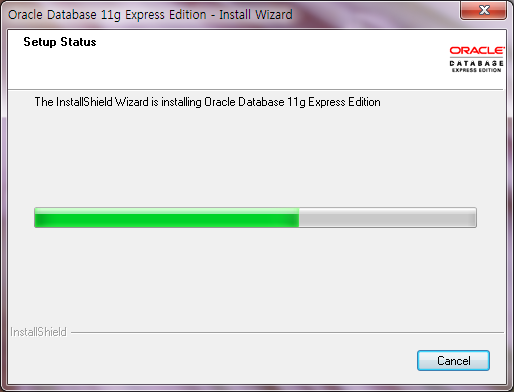 Oracle Database 11g Express Edition - Install Wizard
Setup Status
ORACLE
DATABASE
EXPRESS EDITION
The InstallShield Wizard is installing Oracle Database 11g Express Edition
InstallShield
Cancel